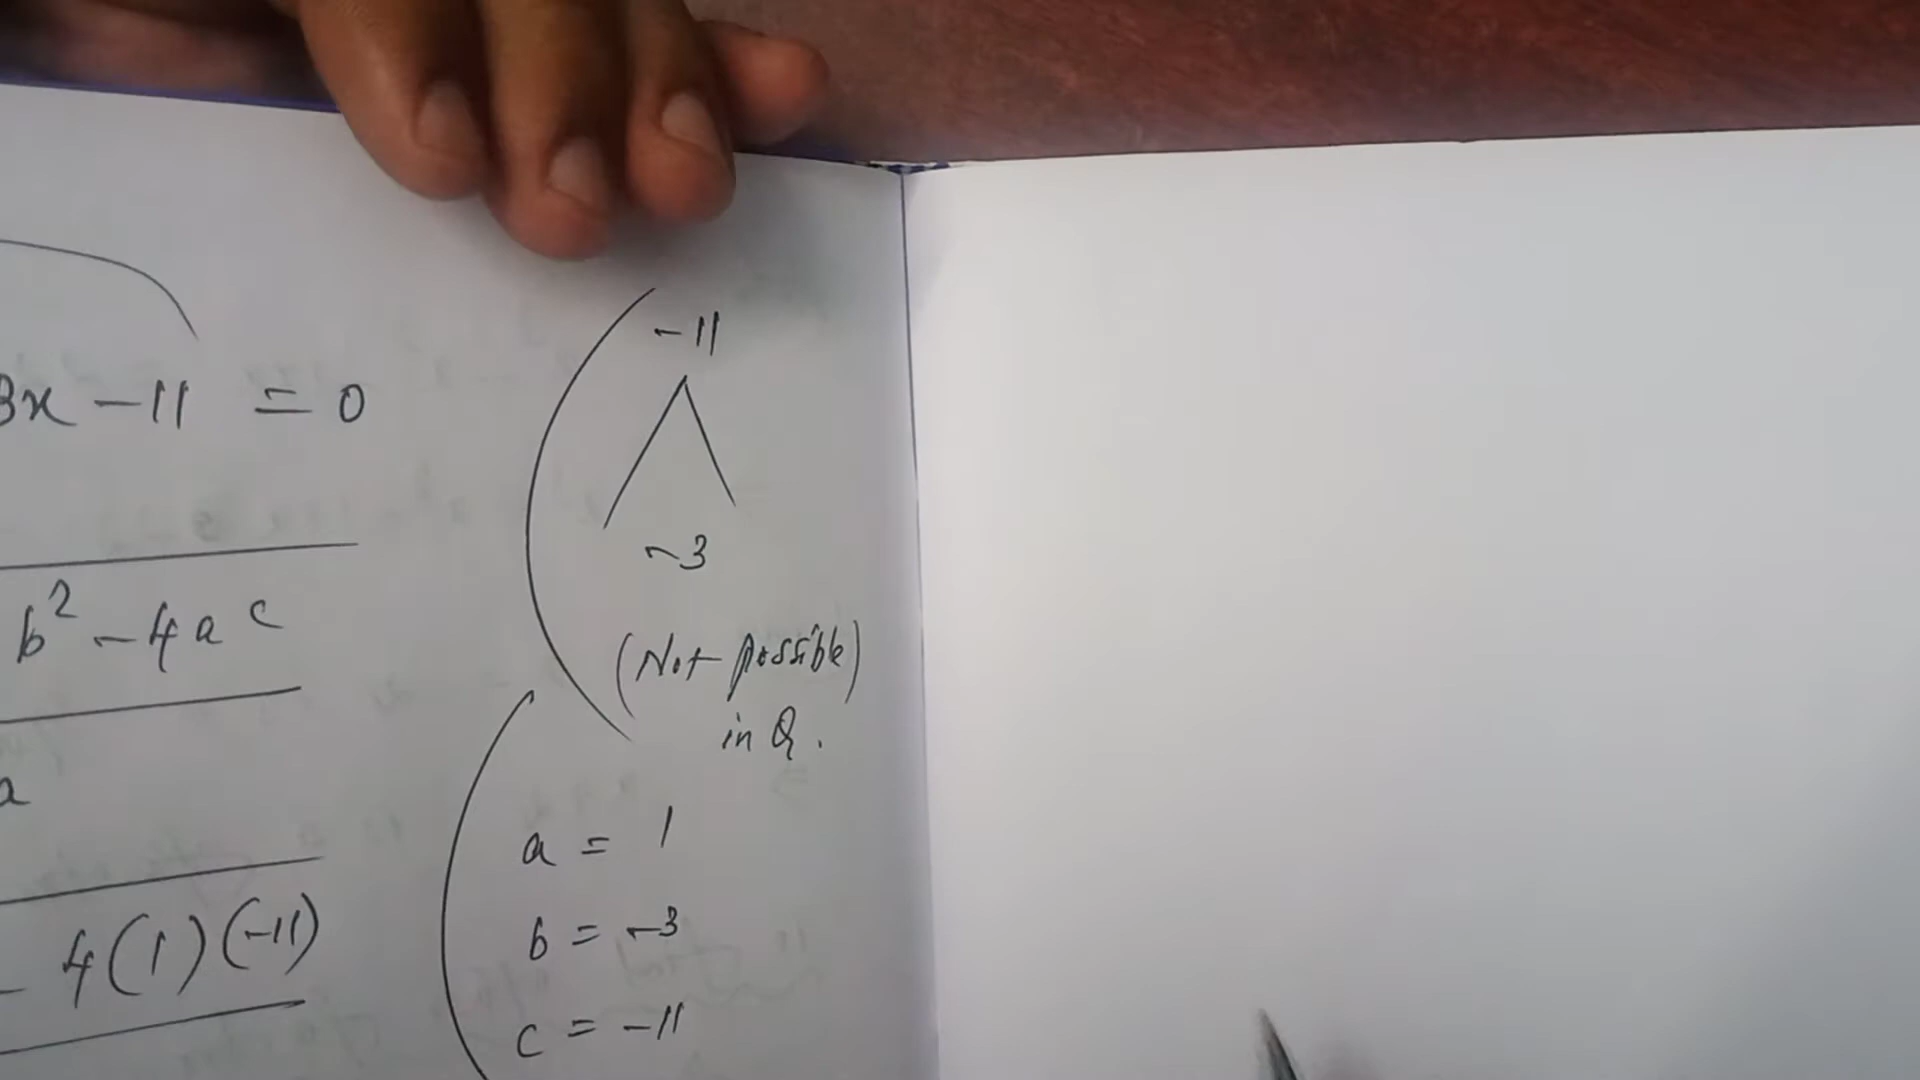 3x - 11 = 0
b² - 4ac
a
- 4(1)(-11)
-11
-3
(Not possible)
in Q.
a = 1
b = -3
c = -11